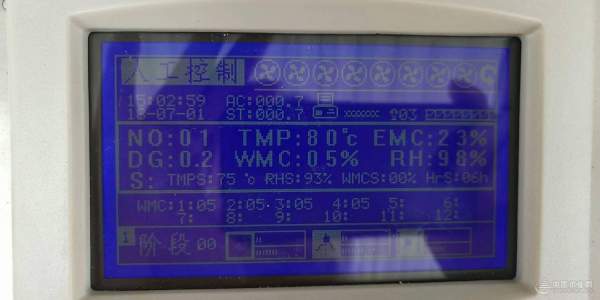 人工控制
15:02:59 AC:000.7
18-07-01 ST:000.7 xxxxxxx 03
NO:01 TMP:80℃ EMC:23%
DG:0.2 WMC:05% RH:98%
S: TMPS:75℃ RHS:93% WMCS:00% HrS:06h
WMC:1:05 2:05 3:05 4:05 5: 6:
7: 8: 9: 10: 11: 12:
1 阶段 00